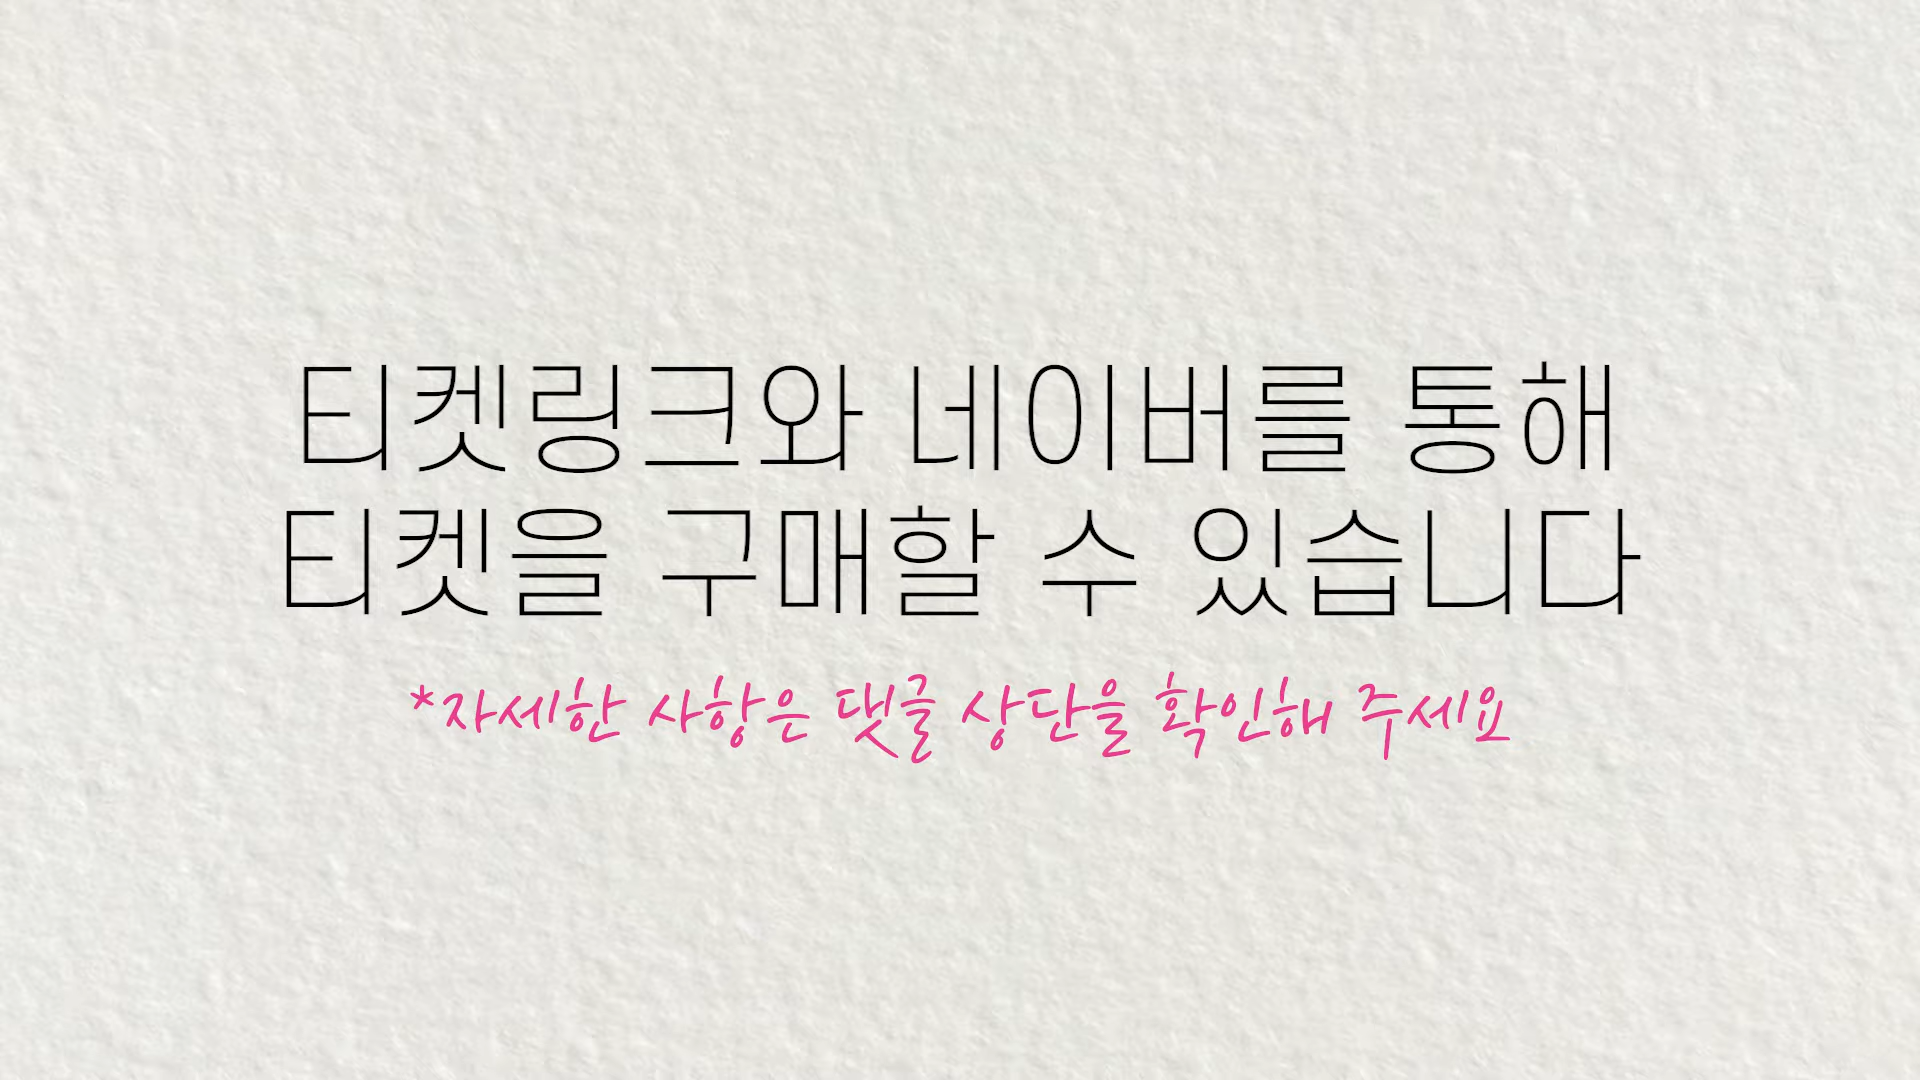 티켓링크와 네이버를 통해
티켓을 구매할 수 있습니다
*자세한 사항은 댓글 상단을 확인해 주세요